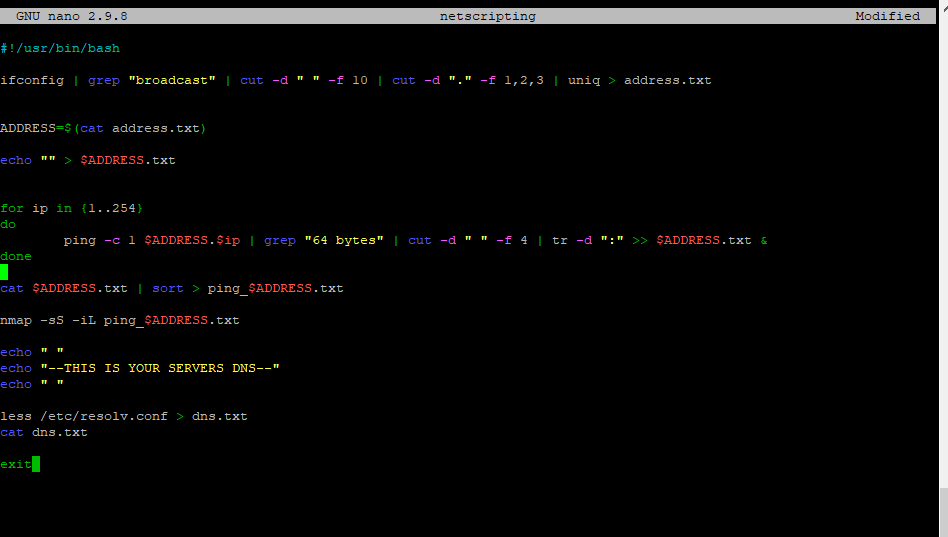 GNU nano 2.9.8 netscripting Modified
#!/usr/bin/bash
ifconfig | grep "broadcast" | cut -d " " -f 10 | cut -d "." -f 1,2,3 | uniq > address.txt
ADDRESS=$(cat address.txt)
echo "" > $ADDRESS.txt
for ip in {1..254}
do
ping -c 1 $ADDRESS.$ip | grep "64 bytes" | cut -d " " -f 4 | tr -d ":" >> $ADDRESS.txt &
done
cat $ADDRESS.txt | sort > ping_$ADDRESS.txt
nmap -sS -iL ping_$ADDRESS.txt
echo " "
echo "--THIS IS YOUR SERVERS DNS--"
echo " "
less /etc/resolv.conf > dns.txt
cat dns.txt
exit